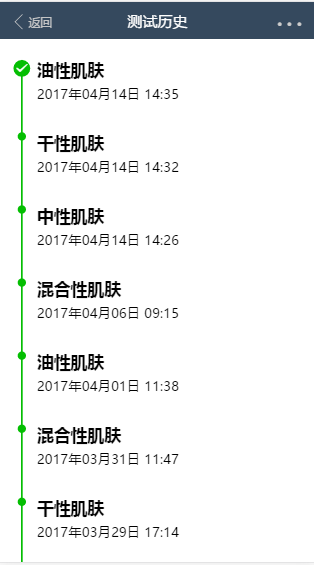 返回
测试历史
油性肌肤
2017年04月14日 14:35
干性肌肤
2017年04月14日 14:32
中性肌肤
2017年04月14日 14:26
混合性肌肤
2017年04月06日 09:15
油性肌肤
2017年04月01日 11:38
混合性肌肤
2017年03月31日 11:47
干性肌肤
2017年03月29日 17:14